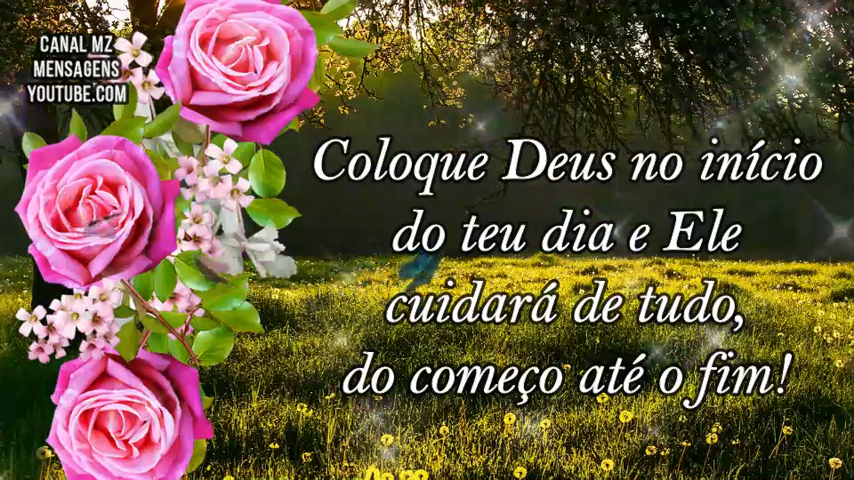 CANAL MZ
MENSAGENS
YOUTUBE.COM
Coloque Deus no início
do teu dia e Ele
cuidará de tudo,
do começo até o fim!